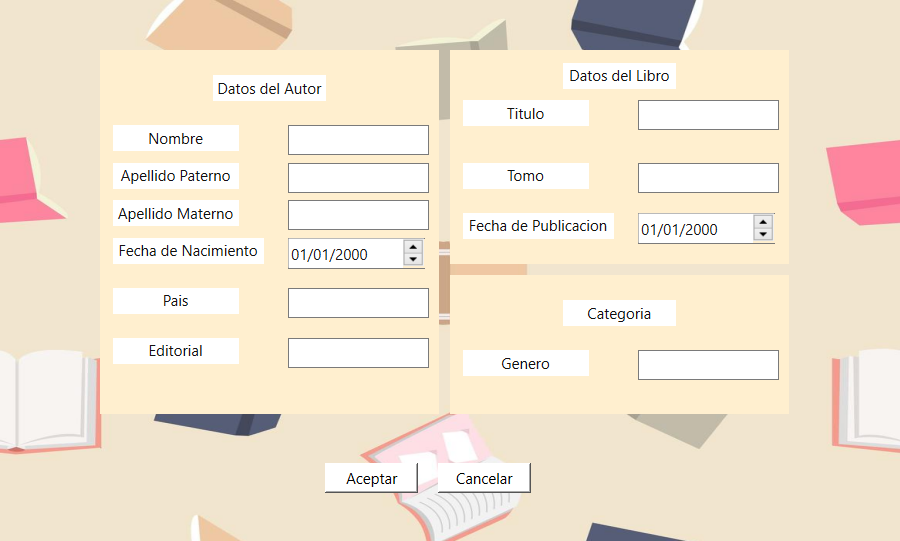 Datos del Autor
Nombre
Apellido Paterno
Apellido Materno
Fecha de Nacimiento
01/01/2000
Pais
Editorial
Datos del Libro
Titulo
Tomo
Fecha de Publicacion
01/01/2000
Categoria
Genero
Aceptar
Cancelar